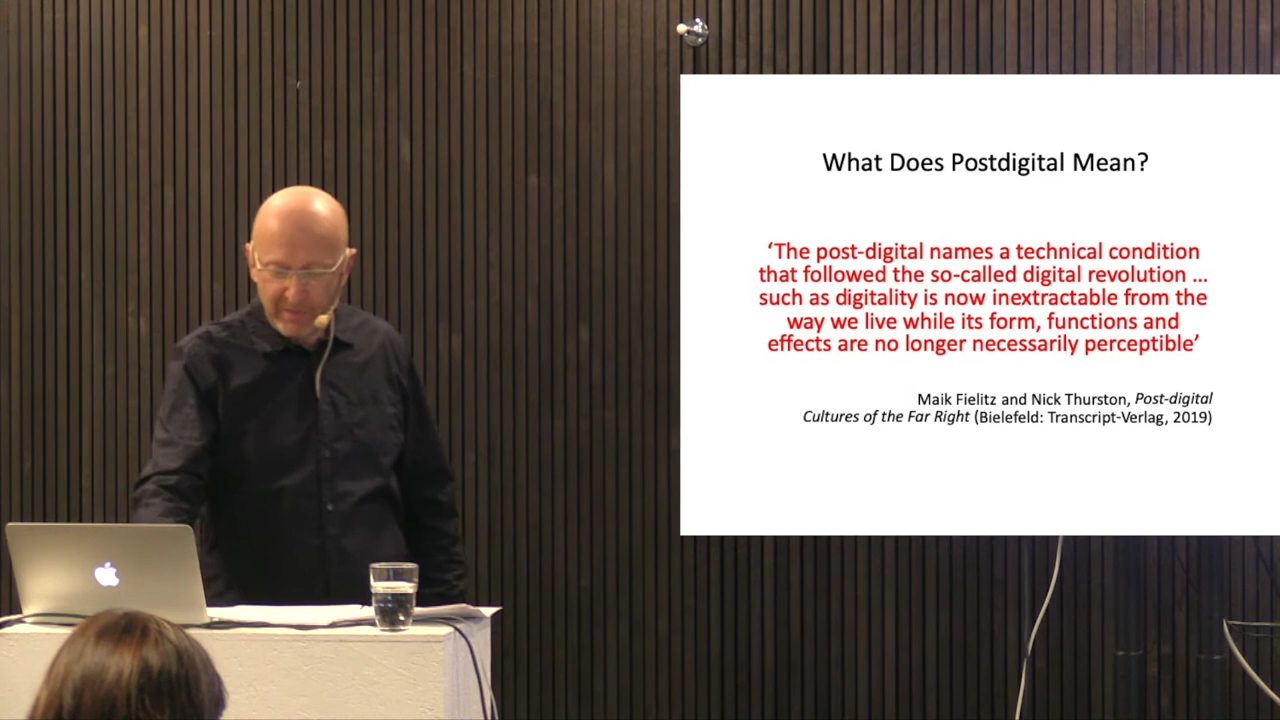 What Does Postdigital Mean?
‘The post-digital names a technical condition
that followed the so-called digital revolution ...
such as digitality is now inextractable from the
way we live while its form, functions and
effects are no longer necessarily perceptible’
Maik Fielitz and Nick Thurston, Post-digital
Cultures of the Far Right (Bielefeld: Transcript-Verlag, 2019)